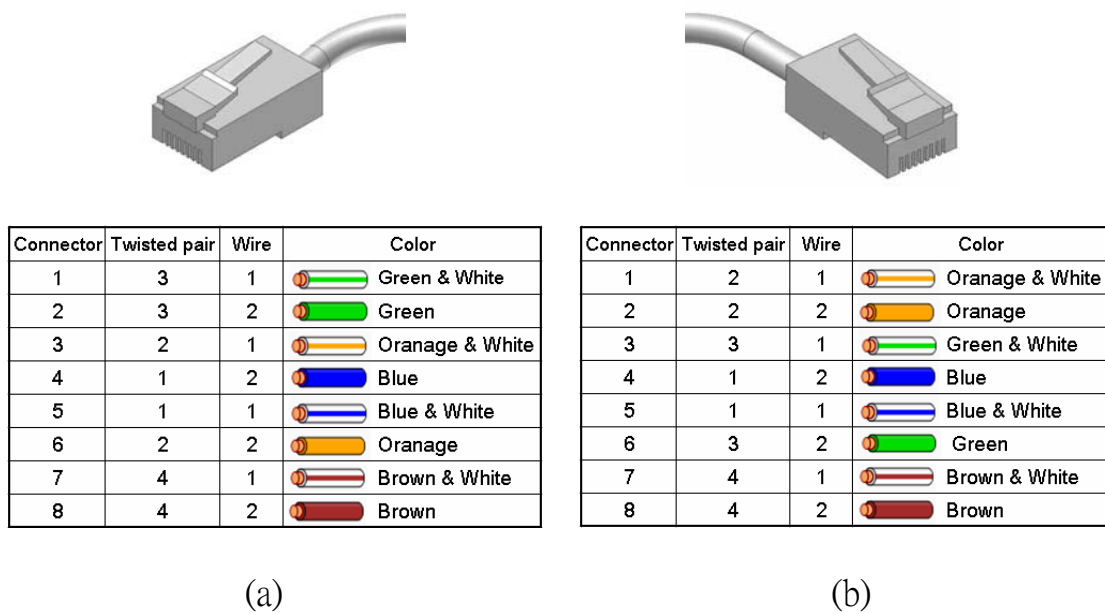 Connector Twisted pair Wire Color
1 3 1 Green & White
2 3 2 Green
3 2 1 Oranage & White
4 1 2 Blue
5 1 1 Blue & White
6 2 2 Oranage
7 4 1 Brown & White
8 4 2 Brown
(a)
Connector Twisted pair Wire Color
1 2 1 Oranage & White
2 2 2 Oranage
3 3 1 Green & White
4 1 2 Blue
5 1 1 Blue & White
6 3 2 Green
7 4 1 Brown & White
8 4 2 Brown
(b)